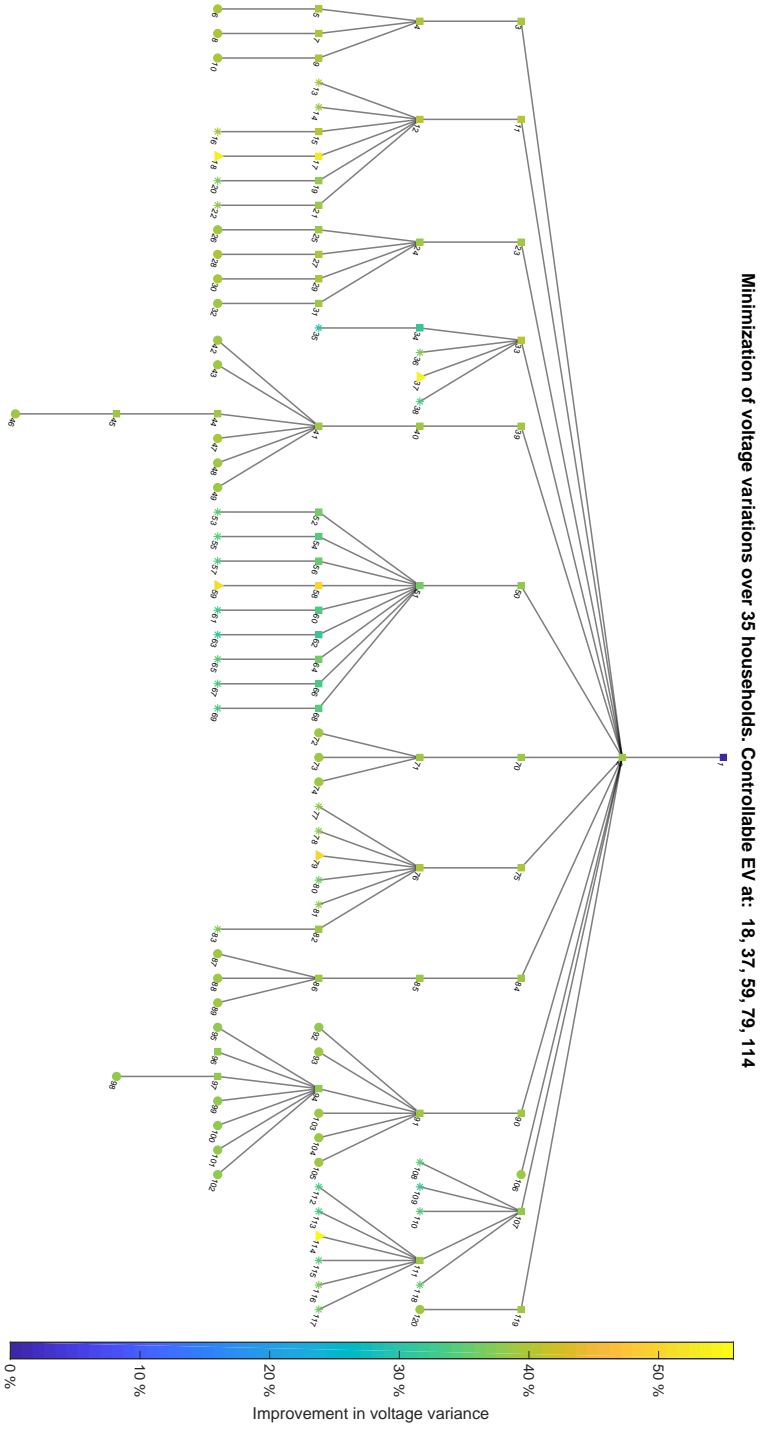 Minimization of voltage variations over 35 households. Controllable EV at: 18, 37, 59, 79, 114
1
3 11 23 33 39 50 70 75 84 90 106 107 119
4 12 24 34 36 37 38 40 51 71 76 85 91 108 109 110 111 118 120
5 7 9 13 14 15 17 19 21 25 27 29 31 35 41 52 54 56 58 60 62 64 66 68 72 73 74 77 78 79 80 81 82 86 92 93 94 103 104 105 112 113 114 115 116 117
6 8 10 16 18 20 22 26 28 30 32 42 43 44 47 48 49 53 55 57 59 61 63 65 67 69 83 87 88 89 95 96 97 99 100 101 102
45 98
46
0 %
10 %
20 %
30 %
40 %
50 %
Improvement in voltage variance